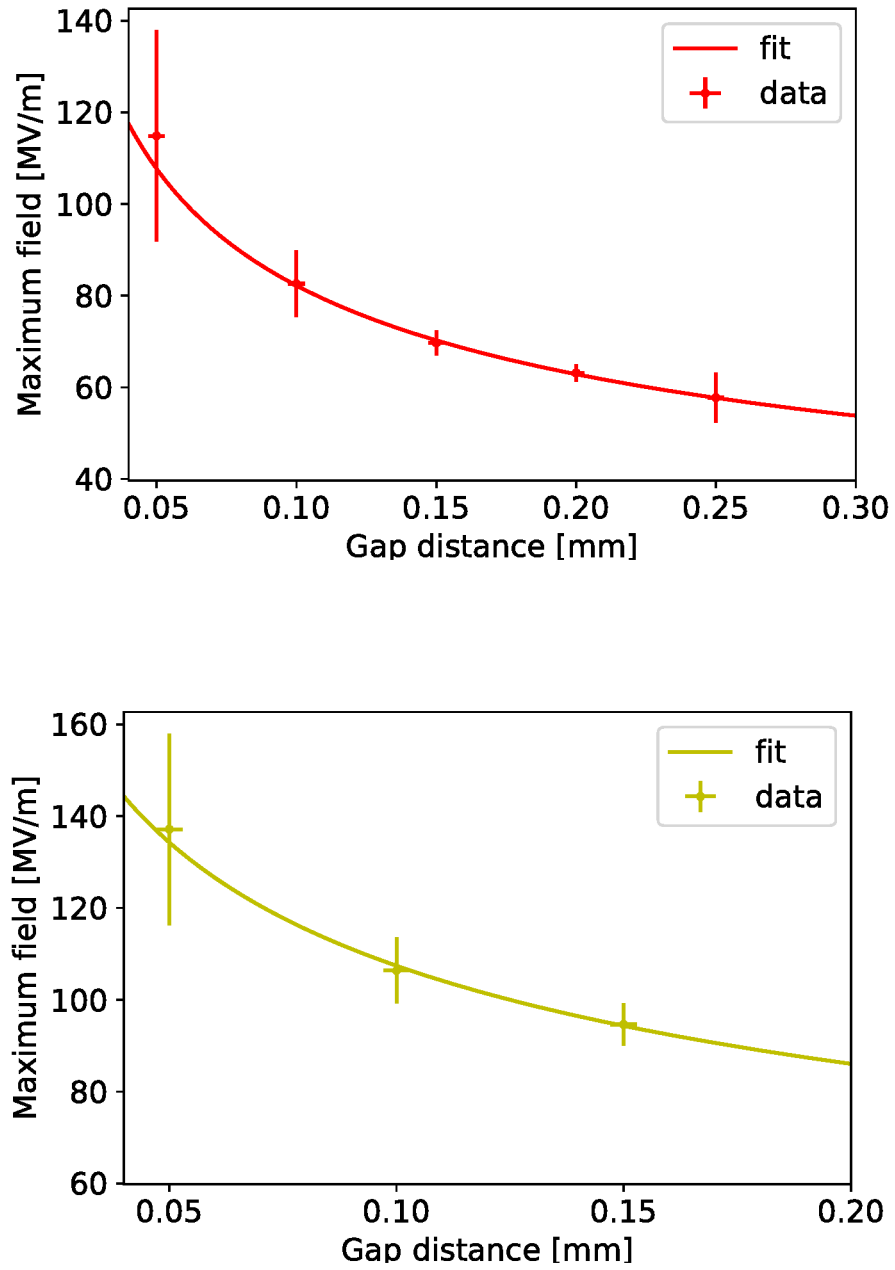 140
120
100
80
60
40
Maximum field [MV/m]
fit
data
0.05 0.10 0.15 0.20 0.25 0.30
Gap distance [mm]
160
140
120
100
80
60
Maximum field [MV/m]
fit
data
0.05 0.10 0.15 0.20
Gap distance [mm]